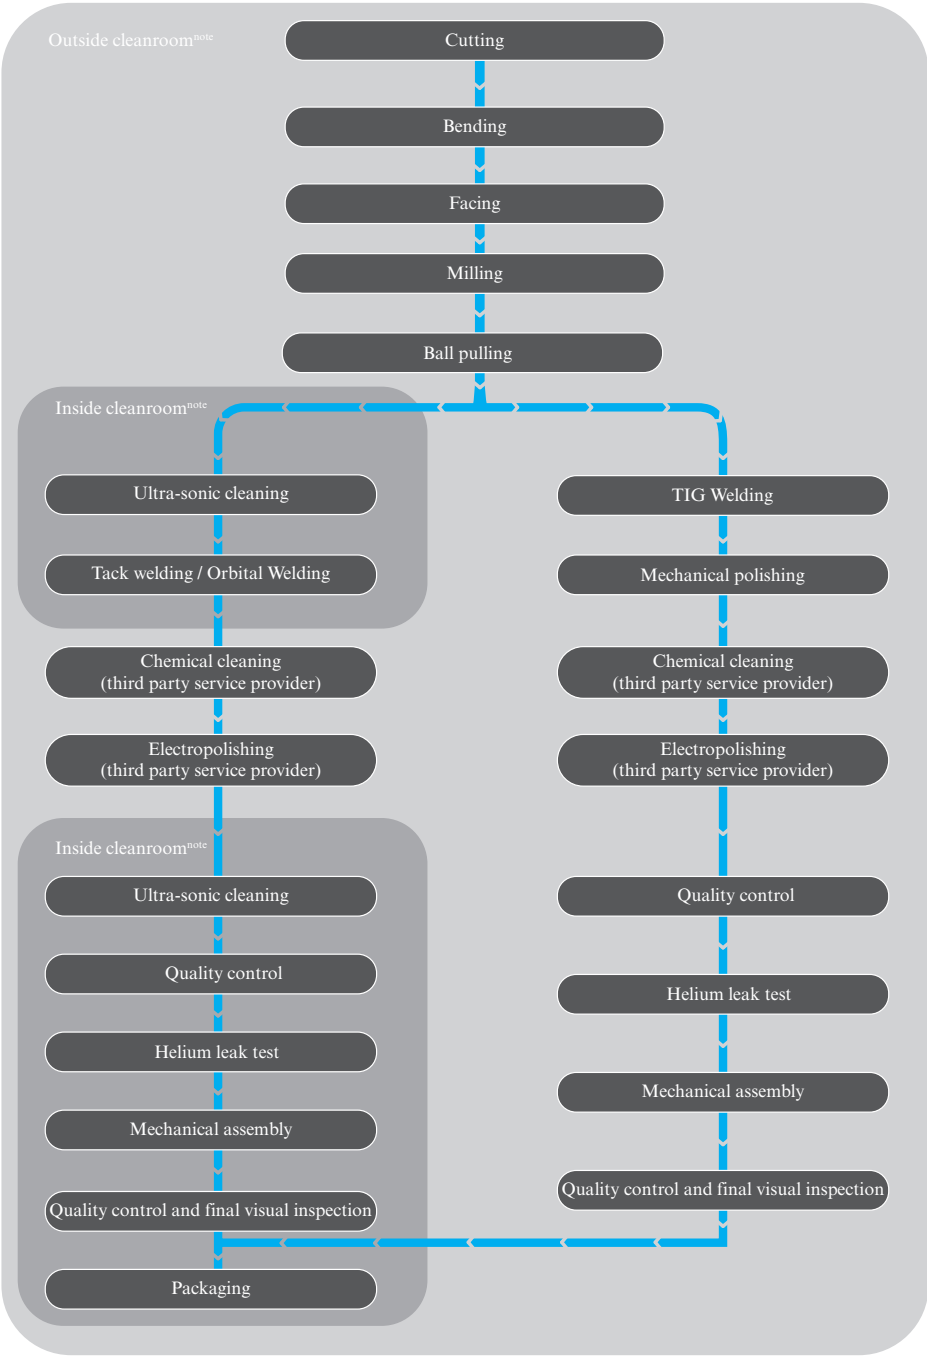 Outside cleanroomnote
Cutting
Bending
Facing
Milling
Ball pulling
Inside cleanroomnote
Ultra-sonic cleaning
Tack welding / Orbital Welding
Chemical cleaning
(third party service provider)
Electropolishing
(third party service provider)
Inside cleanroomnote
Ultra-sonic cleaning
Quality control
Helium leak test
Mechanical assembly
Quality control and final visual inspection
TIG Welding
Mechanical polishing
Chemical cleaning
(third party service provider)
Electropolishing
(third party service provider)
Quality control
Helium leak test
Mechanical assembly
Quality control and final visual inspection
Packaging